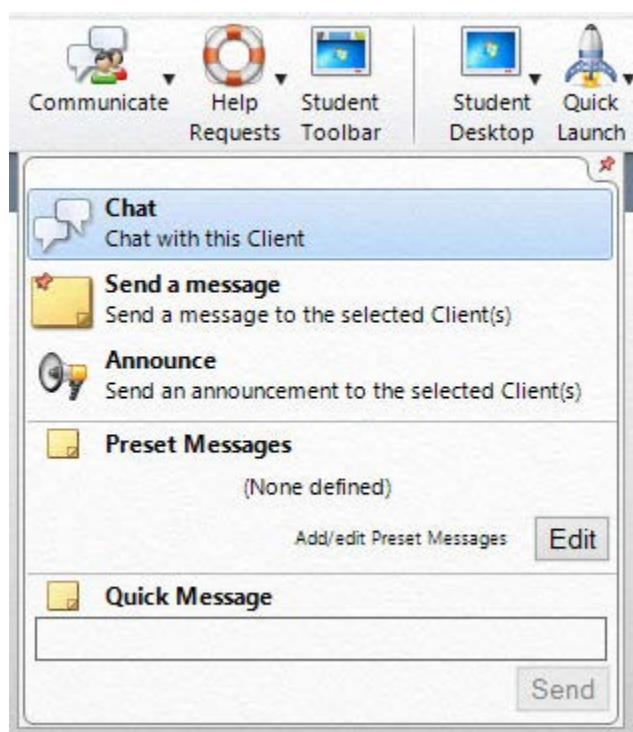 Communicate Help Student Student Quick
Requests Toolbar Desktop Launch
Chat
Chat with this Client
Send a message
Send a message to the selected Client(s)
Announce
Send an announcement to the selected Client(s)
Preset Messages
(None defined)
Add/edit Preset Messages Edit
Quick Message
Send